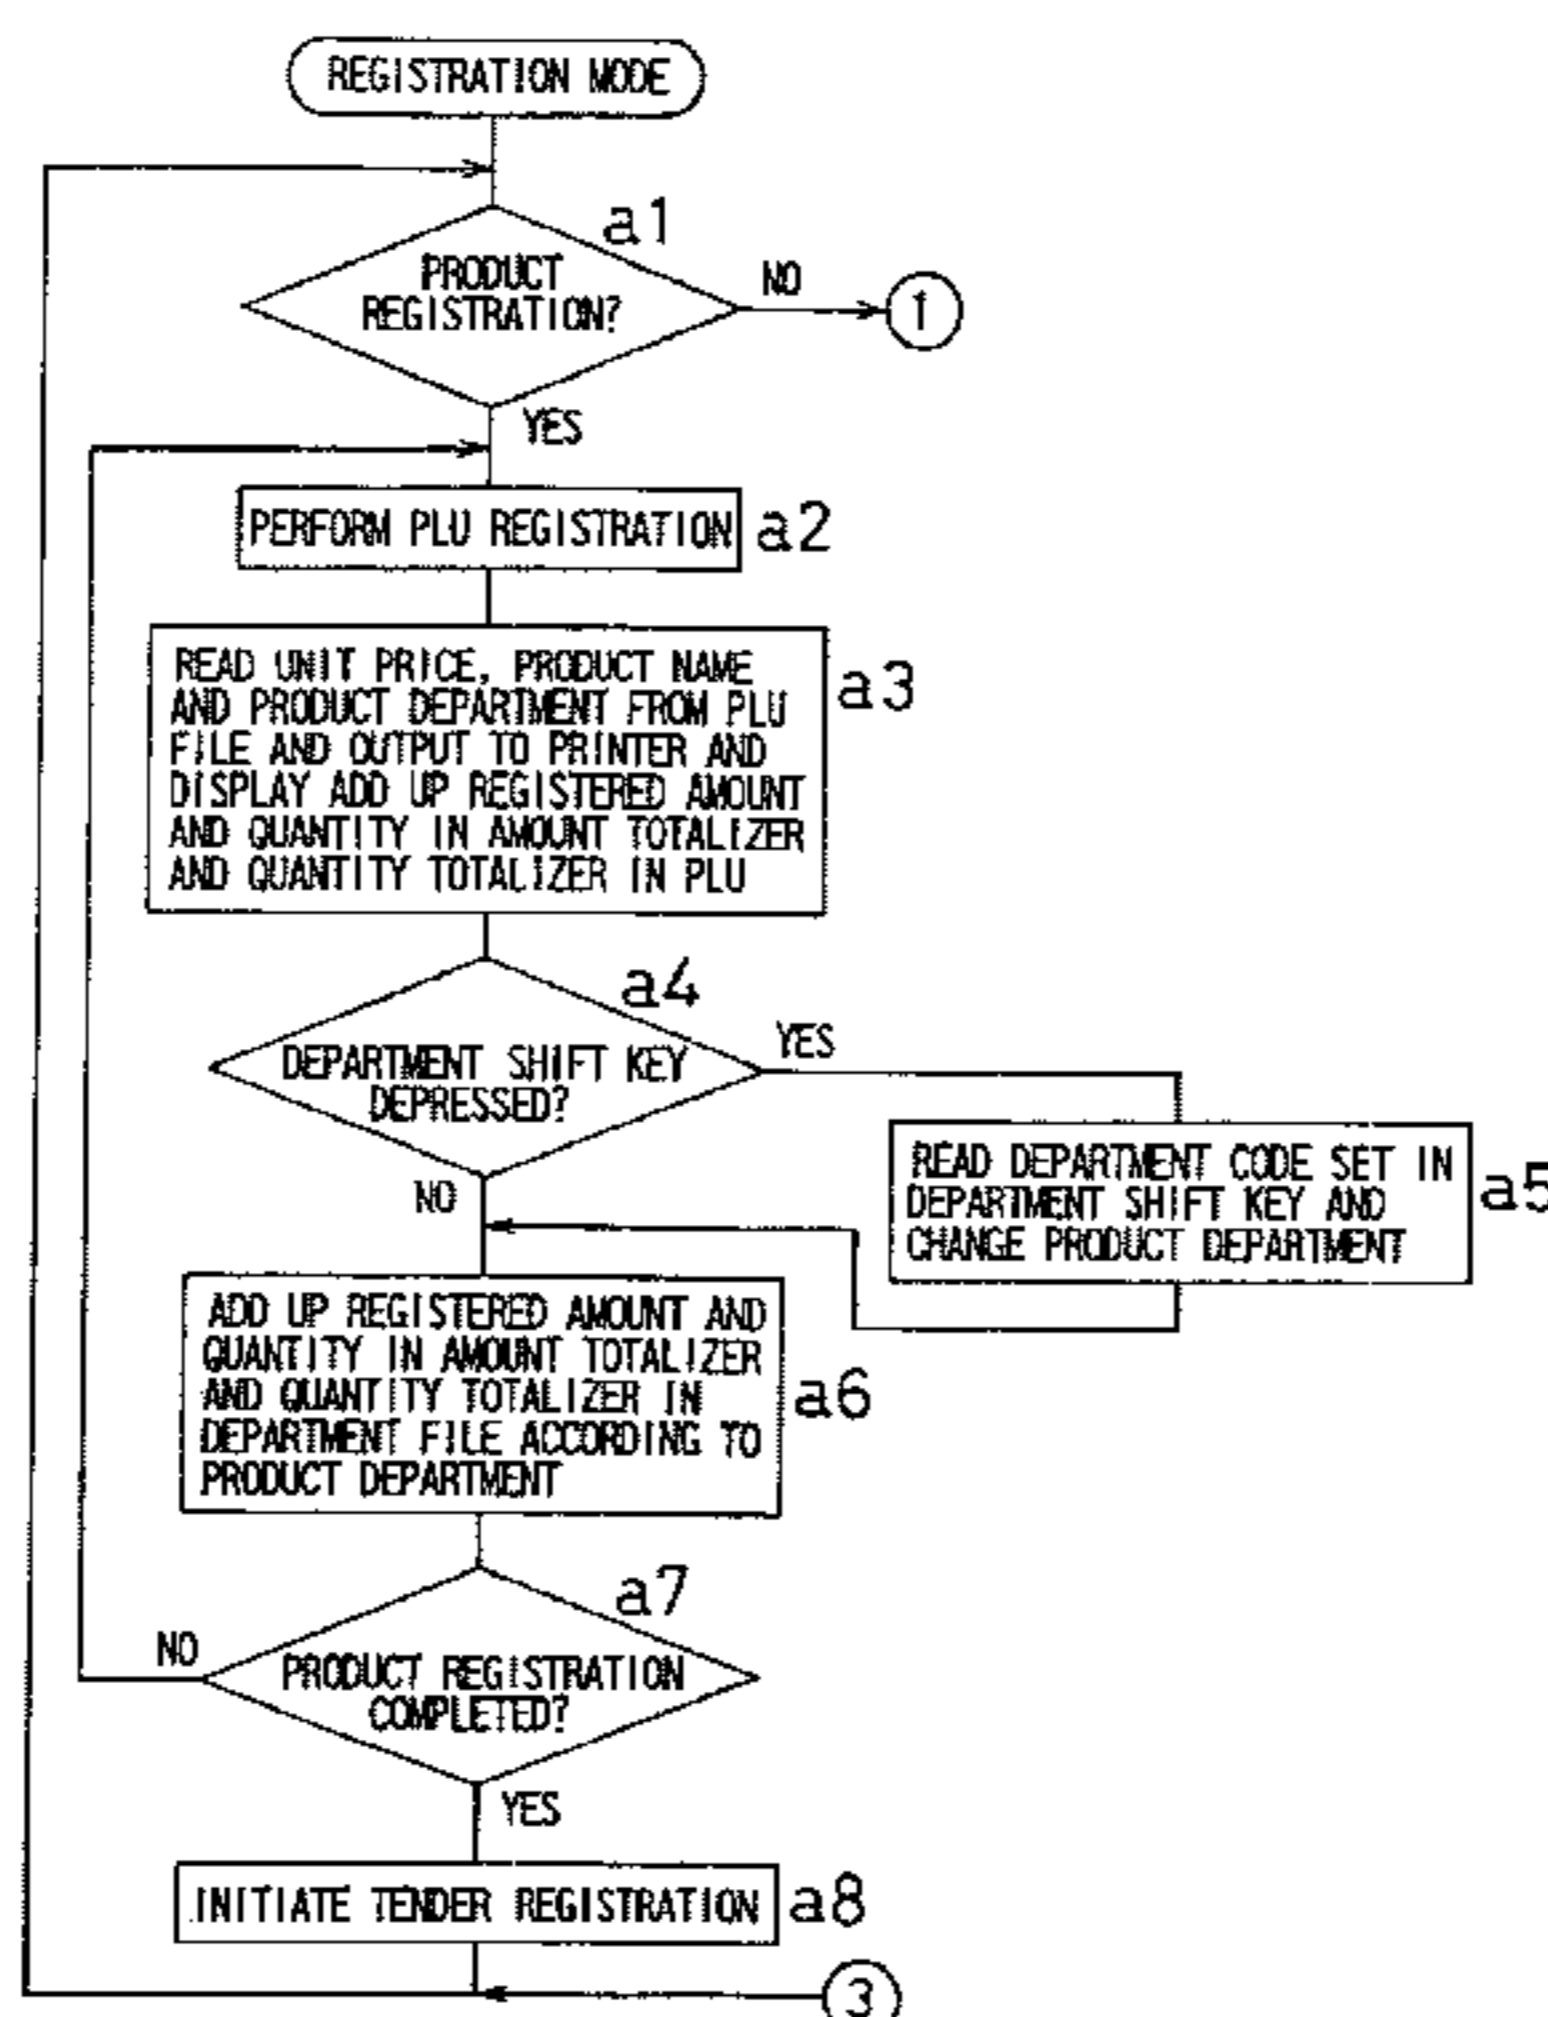 REGISTRATION MODE
a1
PRODUCT
REGISTRATION?
NO
1
YES
PERFORM PLU REGISTRATION
a2
READ UNIT PRICE, PRODUCT NAME
AND PRODUCT DEPARTMENT FROM PLU
FILE AND OUTPUT TO PRINTER AND
DISPLAY ADD UP REGISTERED AMOUNT
AND QUANTITY IN AMOUNT TOTALIZER
AND QUANTITY TOTALIZER IN PLU
a3
a4
DEPARTMENT SHIFT KEY
DEPRESSED?
YES
NO
READ DEPARTMENT CODE SET IN
DEPARTMENT SHIFT KEY AND
CHANGE PRODUCT DEPARTMENT
a5
ADD UP REGISTERED AMOUNT AND
QUANTITY IN AMOUNT TOTALIZER
AND QUANTITY TOTALIZER IN
DEPARTMENT FILE ACCORDING TO
PRODUCT DEPARTMENT
a6
a7
NO
PRODUCT REGISTRATION
COMPLETED?
YES
INITIATE TENDER REGISTRATION
a8
3